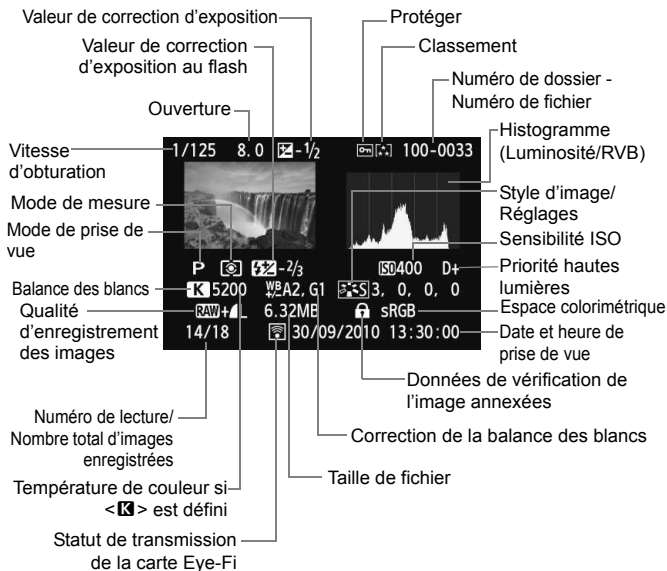 Valeur de correction d'exposition
Protéger
Valeur de correction
d'exposition au flash
Classement
Numéro de dossier -
Numéro de fichier
Ouverture
Histogramme
(Luminosité/RVB)
Vitesse
d'obturation
1/125 8.0 -1/2 100-0033
Style d'image/
Réglages
Mode de mesure
Mode de prise de
vue
Sensibilité ISO
P -2/3 ISO400 D+
Priorité hautes
lumières
Balance des blancs
K 5200 WB+/-A2, G1 S 3, 0, 0, 0
Espace colorimétrique
Qualité
d'enregistrement
des images
RAW+L 6.32MB sRGB
14/18 30/09/2010 13:30:00
Date et heure de
prise de vue
Données de vérification de
l'image annexées
Numéro de lecture/
Nombre total d'images
enregistrées
Correction de la balance des blancs
Taille de fichier
Température de couleur si
<K> est défini
Statut de transmission
de la carte Eye-Fi